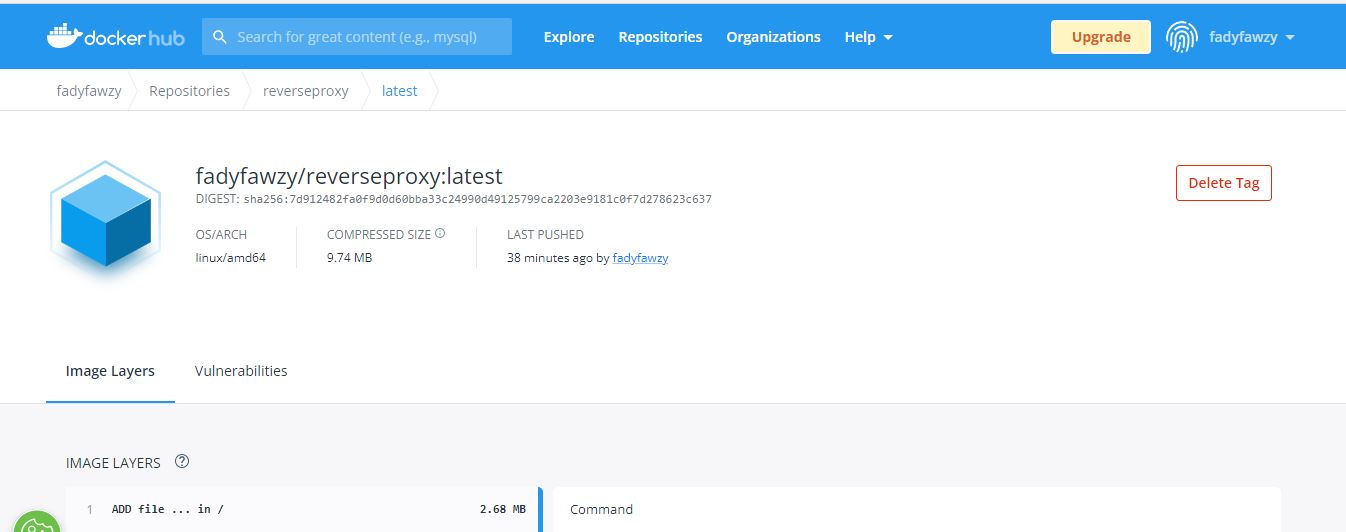 docker hub Search for great content (e.g., mysql) Explore Repositories Organizations Help Upgrade fadyfawzy
fadyfawzy Repositories reverseproxy latest
fadyfawzy/reverseproxy:latest
Delete Tag
DIGEST: sha256:7d912482fa0f9d0d60bba33c24990d49125799ca2203e9181c0f7d278623c637
OS/ARCH COMPRESSED SIZE LAST PUSHED
linux/amd64 9.74 MB 38 minutes ago by fadyfawzy
Image Layers Vulnerabilities
IMAGE LAYERS
1 ADD file ... in / 2.68 MB Command